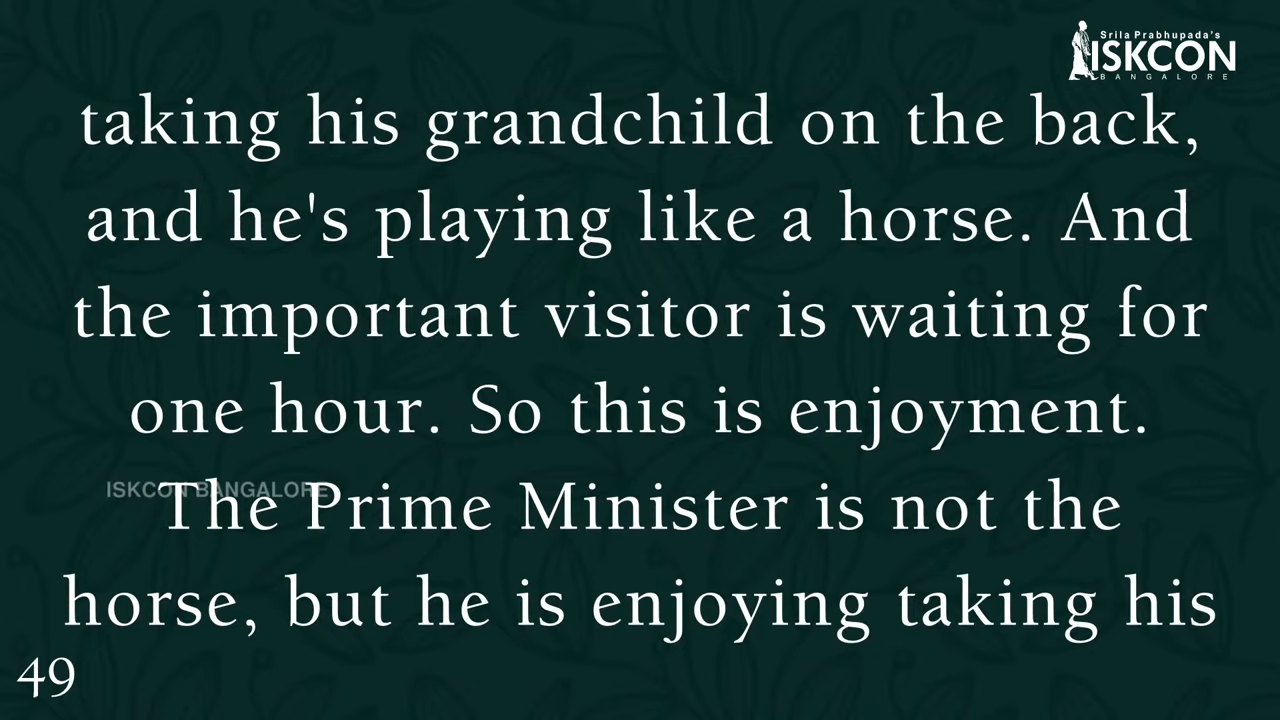 Srila Prabhupada's
ISKCON
BANGALORE
taking his grandchild on the back,
and he's playing like a horse. And
the important visitor is waiting for
one hour. So this is enjoyment.
ISKCON BANGALORE
The Prime Minister is not the
horse, but he is enjoying taking his
49